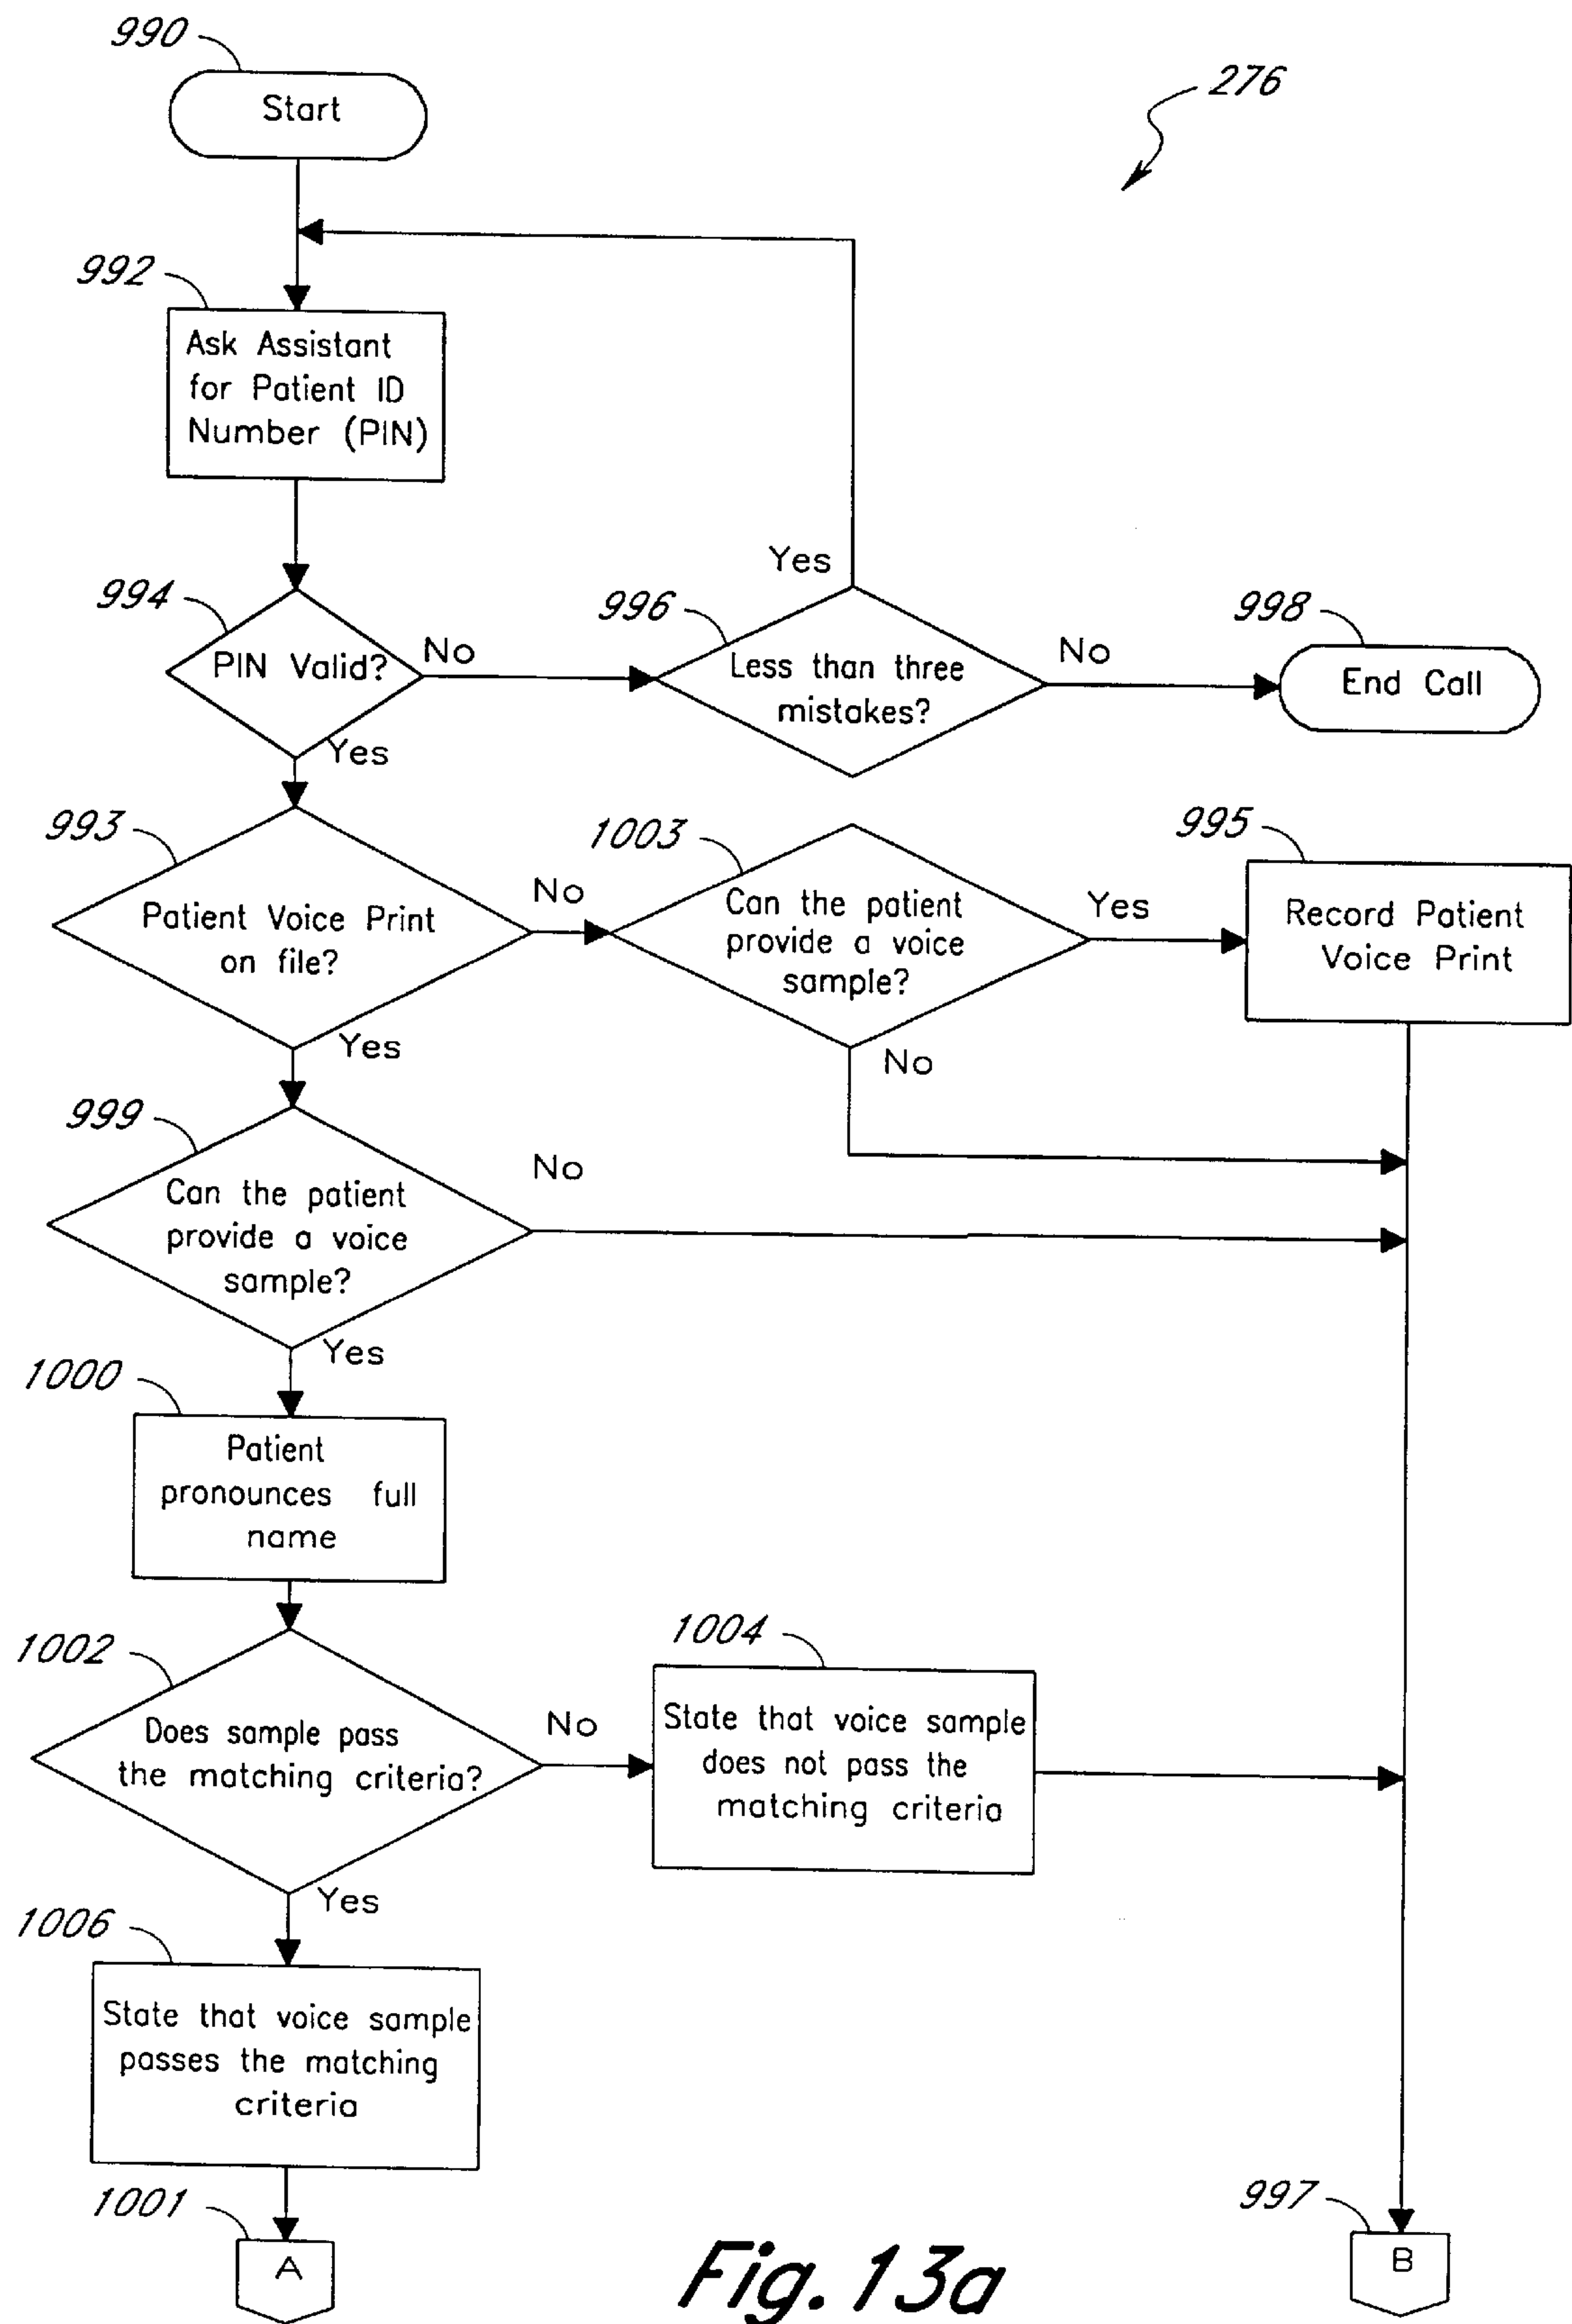 990
Start
276
992
Ask Assistant
for Patient ID
Number (PIN)
Yes
994
PIN Valid?
No
996
Less than three
mistakes?
No
998
End Call
Yes
993
Patient Voice Print
on file?
No
1003
Can the patient
provide a voice
sample?
Yes
995
Record Patient
Voice Print
Yes
No
999
Can the patient
provide a voice
sample?
No
Yes
1000
Patient
pronounces full
name
1002
Does sample pass
the matching criteria?
No
1004
State that voice sample
does not pass the
matching criteria
Yes
1006
State that voice sample
passes the matching
criteria
1001
A
997
B
Fig. 13a